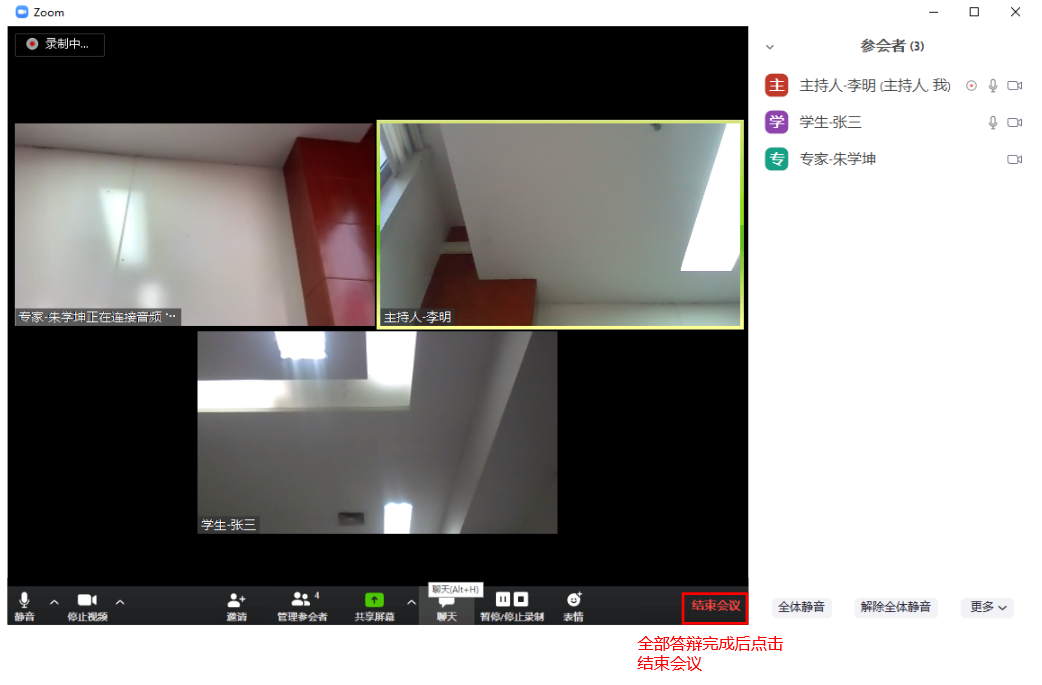 Zoom
录制中...
参会者 (3)
主 主持人-李明 (主持人, 我)
学 学生-张三
专 专家-朱学坤
专家-朱学坤正在连接音频 ···
主持人-李明
学生-张三
聊天(Alt+H)
静音
停止视频
邀请
管理参会者 4
共享屏幕
聊天
暂停/停止录制
表情
结束会议
全体静音
解除全体静音
更多
全部答辩完成后点击
结束会议